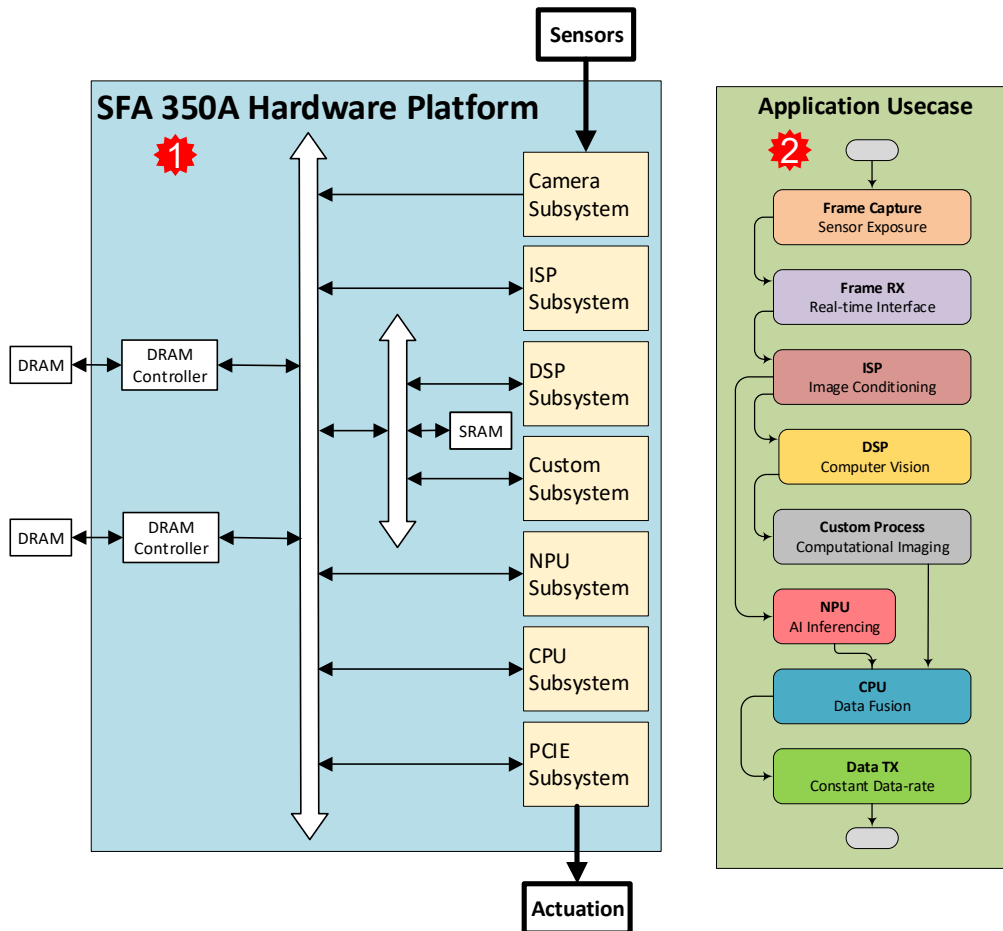 Sensors
SFA 350A Hardware Platform
1
Camera
Subsystem
ISP
Subsystem
DSP
Subsystem
SRAM
Custom
Subsystem
NPU
Subsystem
CPU
Subsystem
PCIE
Subsystem
DRAM
DRAM
Controller
DRAM
DRAM
Controller
Actuation
Application Usecase
2
Frame Capture
Sensor Exposure
Frame RX
Real-time Interface
ISP
Image Conditioning
DSP
Computer Vision
Custom Process
Computational Imaging
NPU
AI Inferencing
CPU
Data Fusion
Data TX
Constant Data-rate